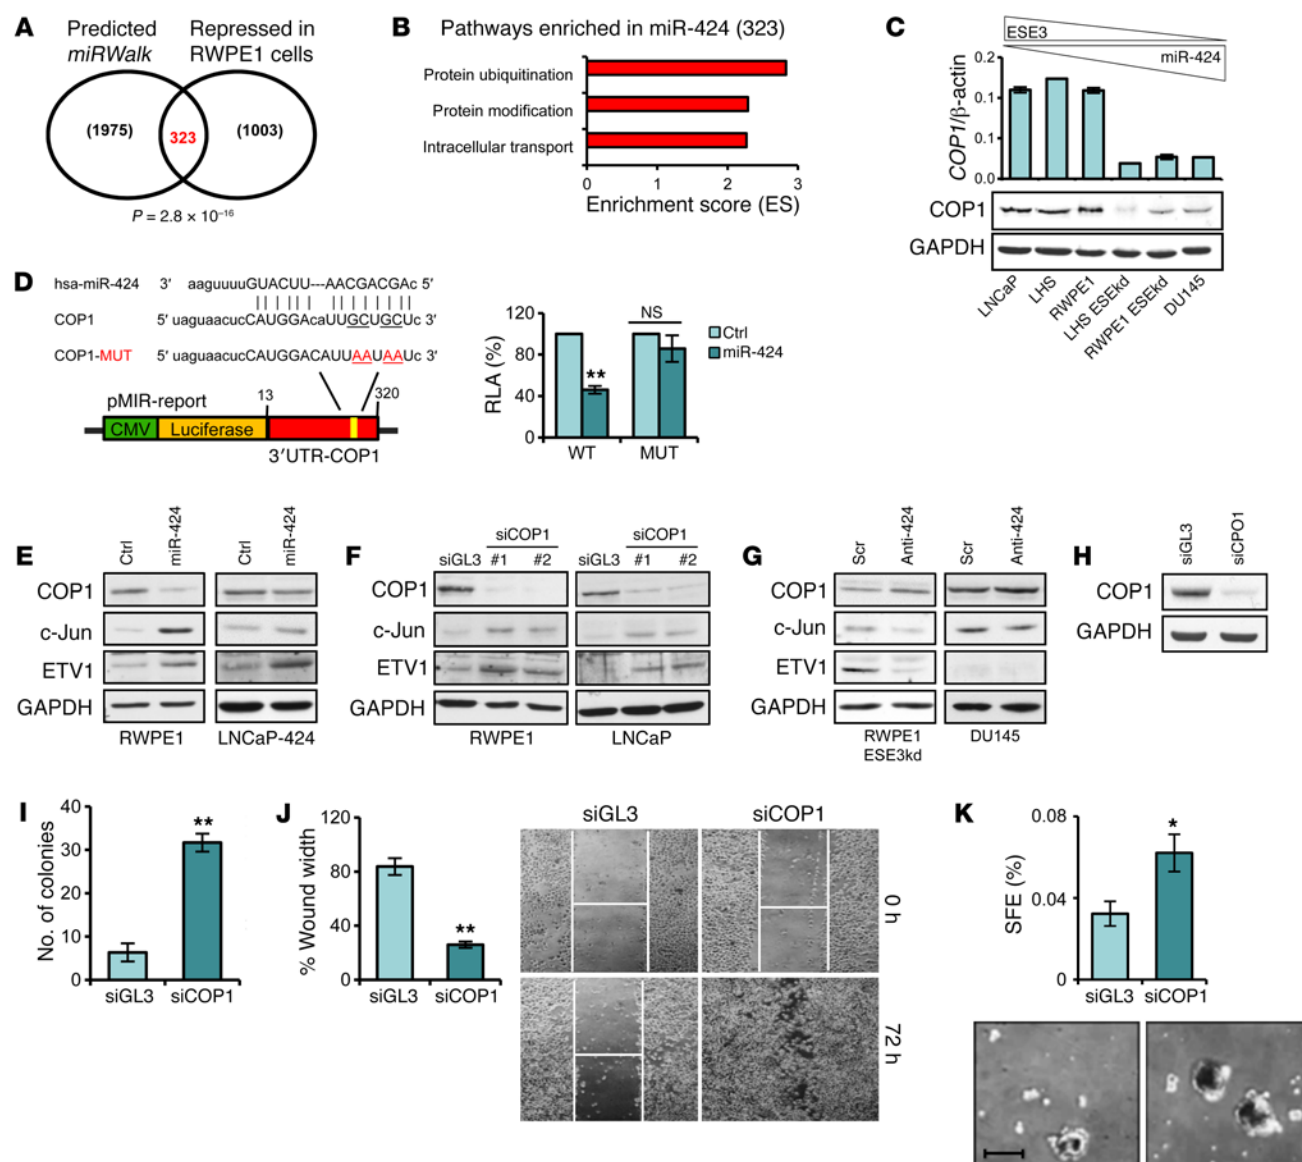 A
Predicted
miRWalk
Repressed in
RWPE1 cells
(1975)
323
(1003)
P = 2.8 × 10⁻¹⁶
B
Pathways enriched in miR-424 (323)
Protein ubiquitination
Protein modification
Intracellular transport
0 1 2 3
Enrichment score (ES)
C
ESE3
miR-424
0.2
0.1
0.1
0.0
COP1/β-actin
COP1
GAPDH
LNCaP
LHS
RWPE1
LHS ESEkd
RWPE1 ESEkd
DU145
D
hsa-miR-424 3′ aaguuuuGUACUU---AACGACGAc 5′
COP1 5′ uaguaacucCAUGGAcaUUGCUGCUc 3′
COP1-MUT 5′ uaguaacucCAUGGACAUUAAUAAUc 3′
pMIR-report
13
320
CMV
Luciferase
3′UTR-COP1
120
80
40
0
RLA (%)
**
NS
WT MUT
Ctrl
miR-424
E
Ctrl
miR-424
Ctrl
miR-424
COP1
c-Jun
ETV1
GAPDH
RWPE1
LNCaP-424
F
siCOP1
siCOP1
siGL3 #1 #2
siGL3 #1 #2
COP1
c-Jun
ETV1
GAPDH
RWPE1
LNCaP
G
Scr
Anti-424
Scr
Anti-424
COP1
c-Jun
ETV1
GAPDH
RWPE1
ESE3kd
DU145
H
siGL3
siCPO1
COP1
GAPDH
I
40
30
20
10
0
No. of colonies
**
siGL3 siCOP1
J
120
80
40
0
% Wound width
**
siGL3 siCOP1
siGL3
siCOP1
0 h
72 h
K
0.08
0.04
0
SFE (%)
*
siGL3 siCOP1